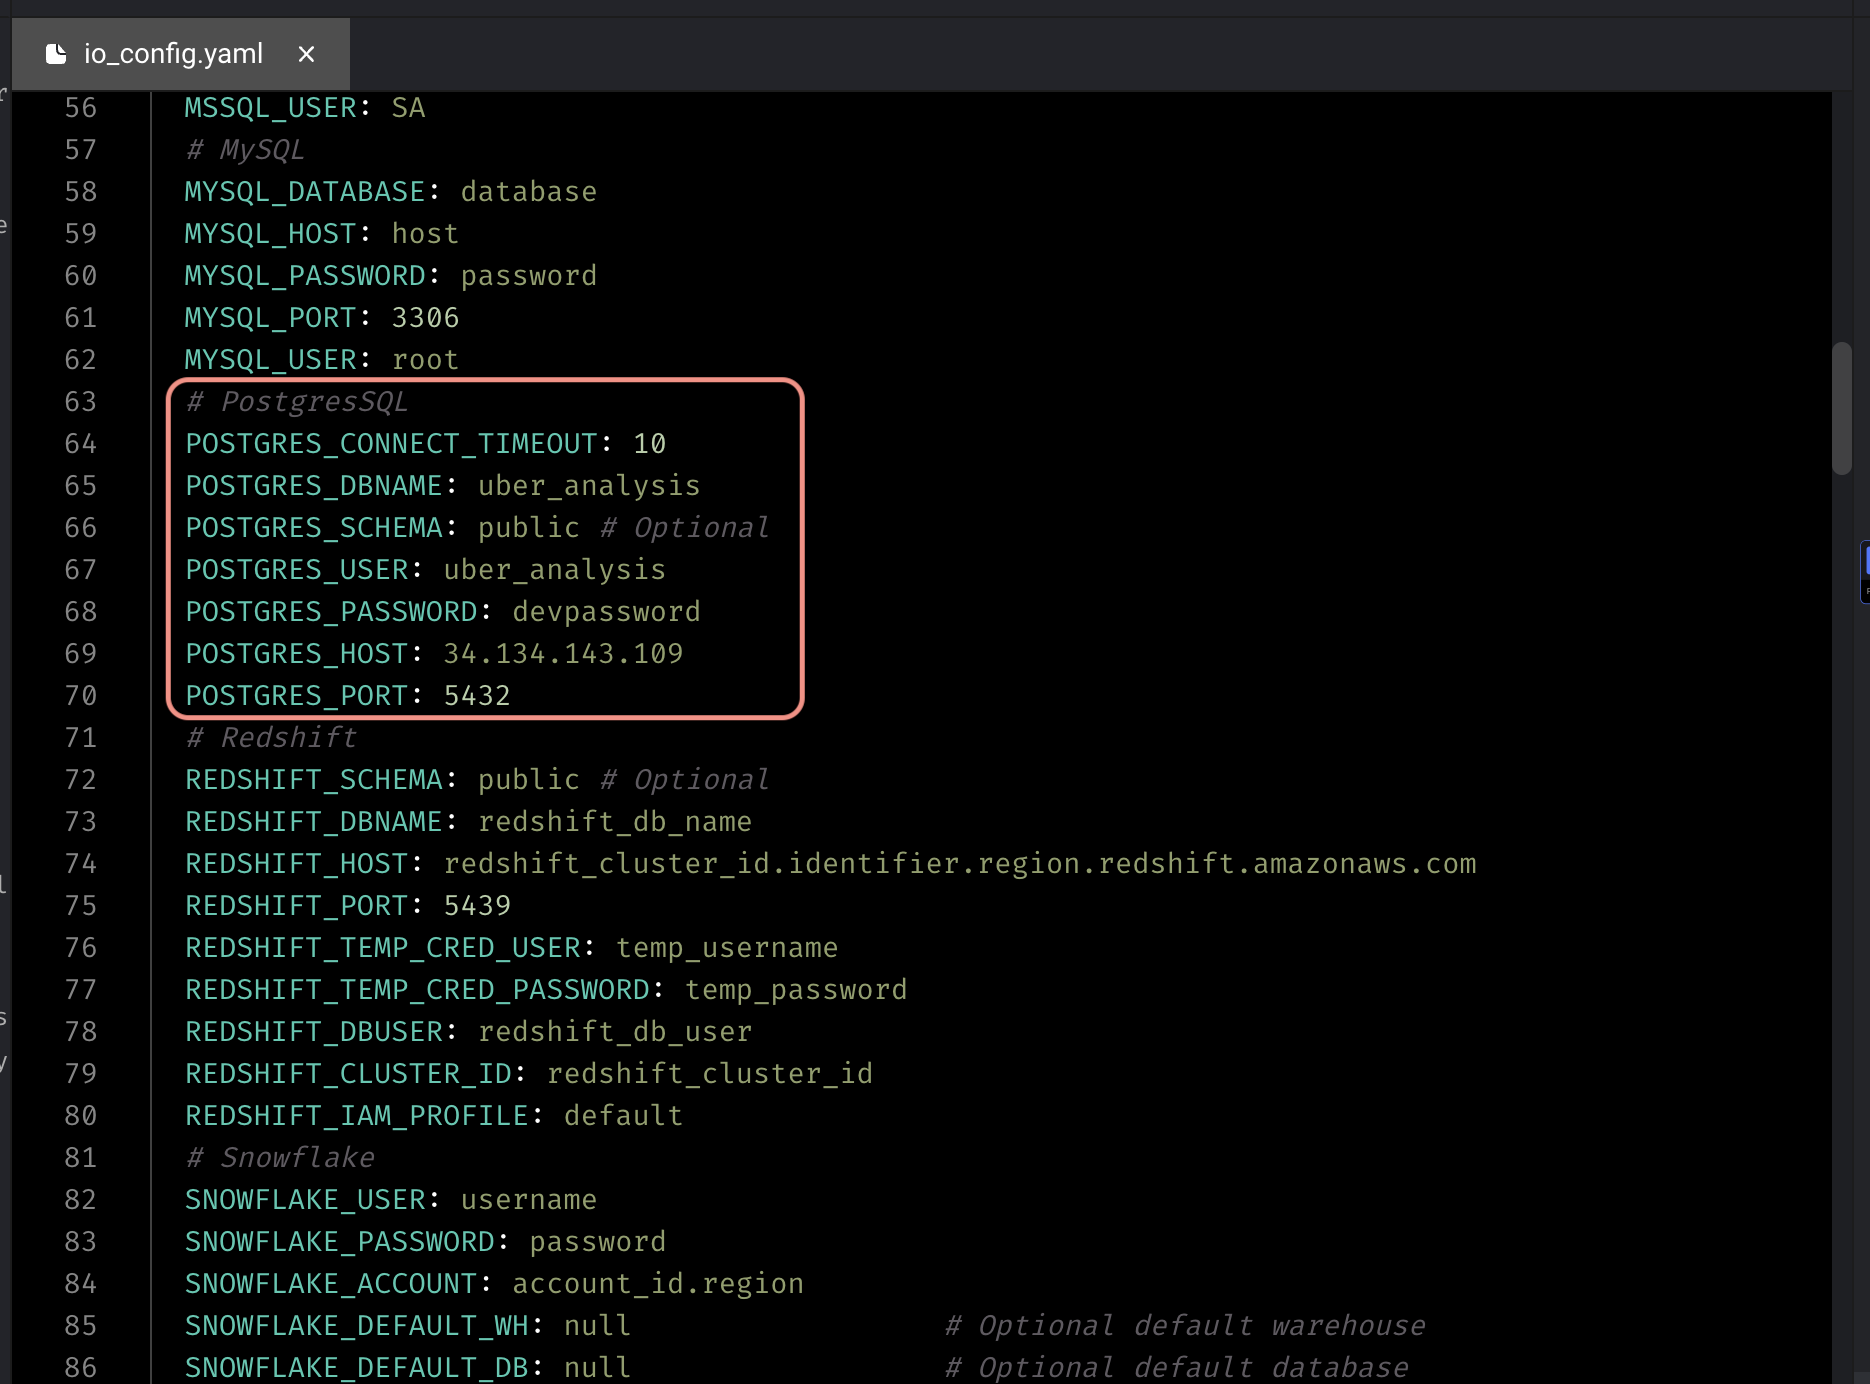 io_config.yaml ×
56 MSSQL_USER: SA
57 # MySQL
58 MYSQL_DATABASE: database
59 MYSQL_HOST: host
60 MYSQL_PASSWORD: password
61 MYSQL_PORT: 3306
62 MYSQL_USER: root
63 # PostgresSQL
64 POSTGRES_CONNECT_TIMEOUT: 10
65 POSTGRES_DBNAME: uber_analysis
66 POSTGRES_SCHEMA: public # Optional
67 POSTGRES_USER: uber_analysis
68 POSTGRES_PASSWORD: devpassword
69 POSTGRES_HOST: 34.134.143.109
70 POSTGRES_PORT: 5432
71 # Redshift
72 REDSHIFT_SCHEMA: public # Optional
73 REDSHIFT_DBNAME: redshift_db_name
74 REDSHIFT_HOST: redshift_cluster_id.identifier.region.redshift.amazonaws.com
75 REDSHIFT_PORT: 5439
76 REDSHIFT_TEMP_CRED_USER: temp_username
77 REDSHIFT_TEMP_CRED_PASSWORD: temp_password
78 REDSHIFT_DBUSER: redshift_db_user
79 REDSHIFT_CLUSTER_ID: redshift_cluster_id
80 REDSHIFT_IAM_PROFILE: default
81 # Snowflake
82 SNOWFLAKE_USER: username
83 SNOWFLAKE_PASSWORD: password
84 SNOWFLAKE_ACCOUNT: account_id.region
85 SNOWFLAKE_DEFAULT_WH: null # Optional default warehouse
86 SNOWFLAKE_DEFAULT_DB: null # Optional default database